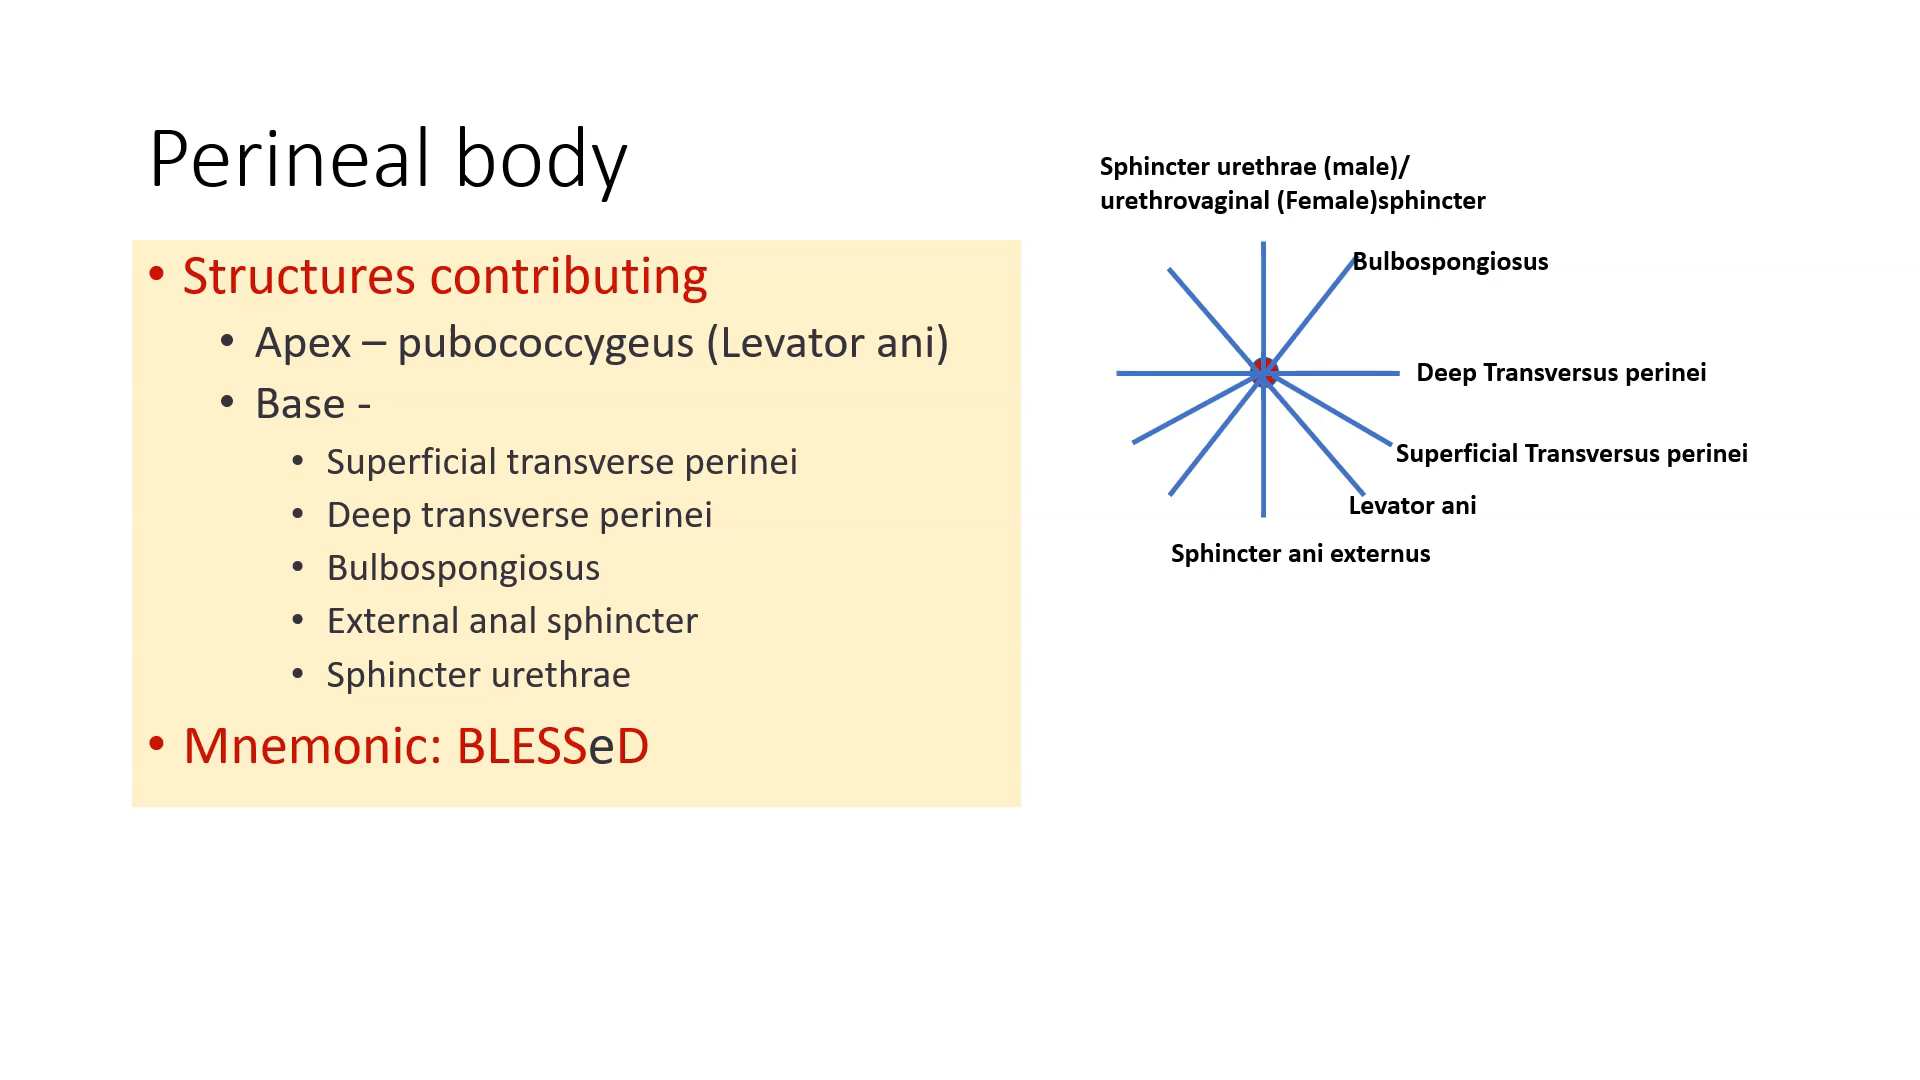 Perineal body
• Structures contributing
• Apex – pubococcygeus (Levator ani)
• Base -
• Superficial transverse perinei
• Deep transverse perinei
• Bulbospongiosus
• External anal sphincter
• Sphincter urethrae
• Mnemonic: BLESSeD
Sphincter urethrae (male)/
urethrovaginal (Female)sphincter
Bulbospongiosus
Deep Transversus perinei
Superficial Transversus perinei
Levator ani
Sphincter ani externus